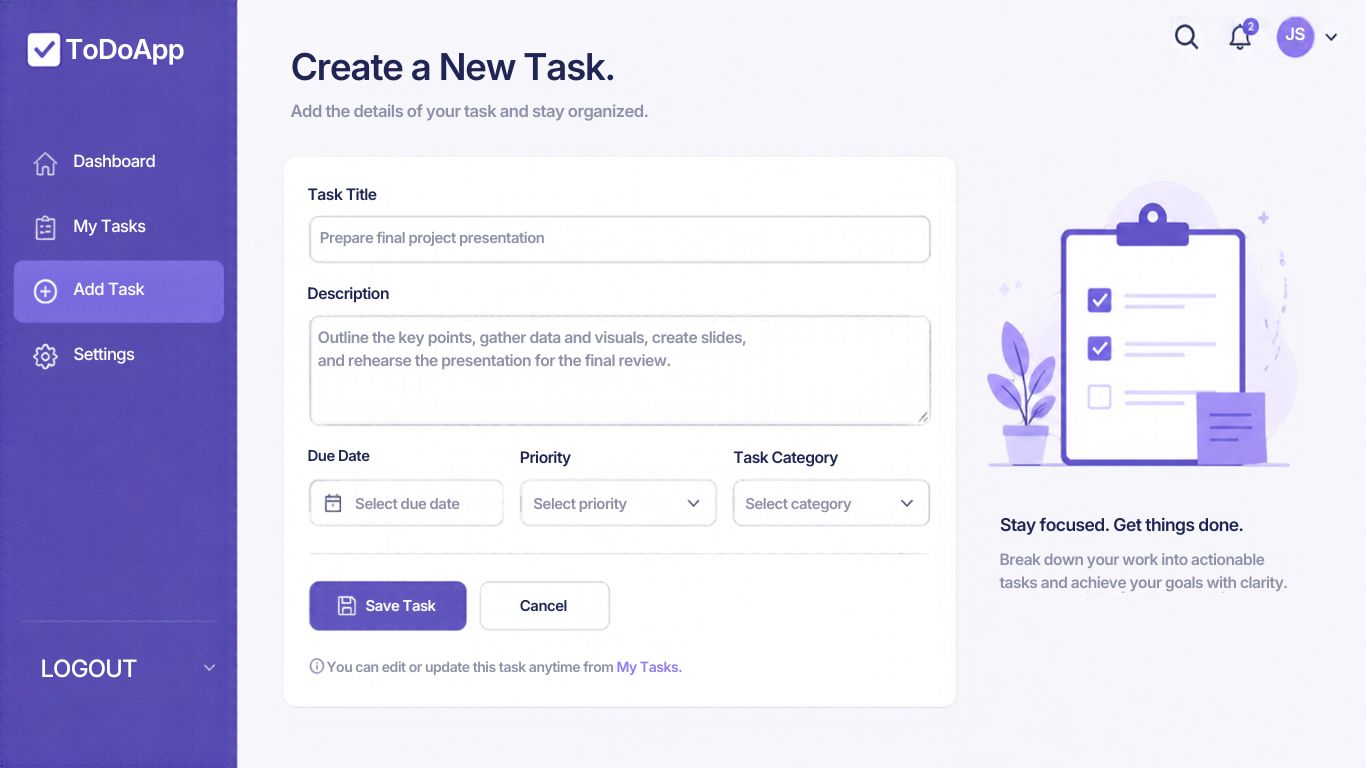 ToDoApp
Dashboard
My Tasks
Add Task
Settings
LOGOUT
2
JS
Create a New Task.
Add the details of your task and stay organized.
Task Title
Prepare final project presentation
Description
Outline the key points, gather data and visuals, create slides,
and rehearse the presentation for the final review.
Due Date
Priority
Task Category
Select due date
Select priority
Select category
Save Task
Cancel
You can edit or update this task anytime from My Tasks.
Stay focused. Get things done.
Break down your work into actionable
tasks and achieve your goals with clarity.